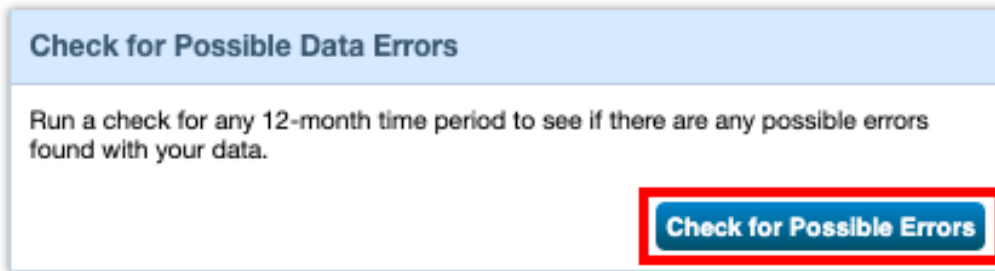 Check for Possible Data Errors
Run a check for any 12-month time period to see if there are any possible errors
found with your data.
Check for Possible Errors